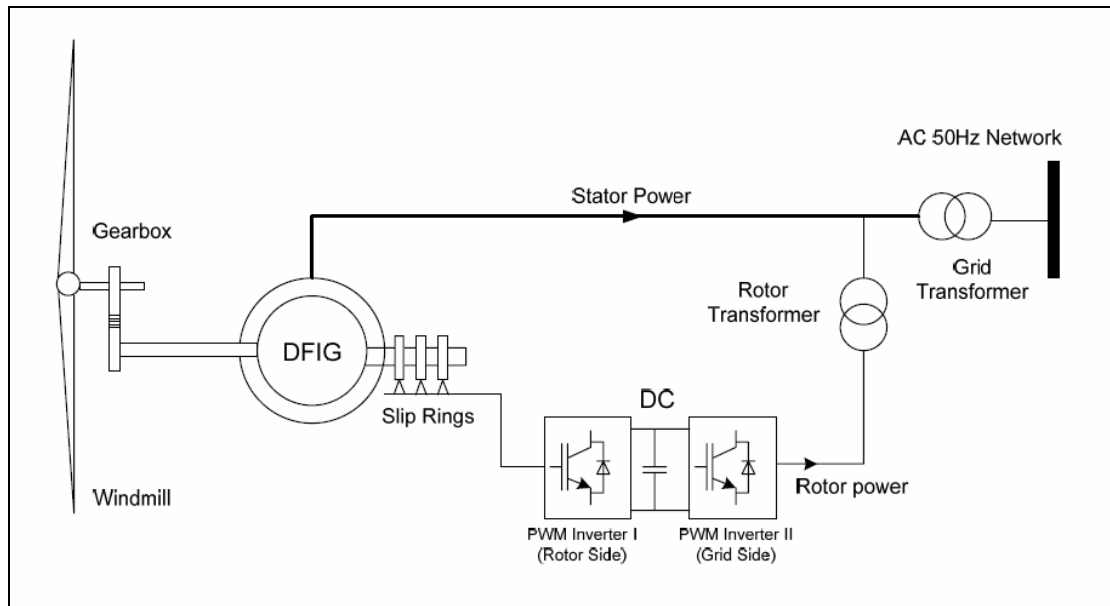 AC 50Hz Network
Stator Power
Gearbox
Grid
Transformer
Rotor
Transformer
DFIG
Slip Rings
DC
Rotor power
Windmill
PWM Inverter I
(Rotor Side)
PWM Inverter II
(Grid Side)